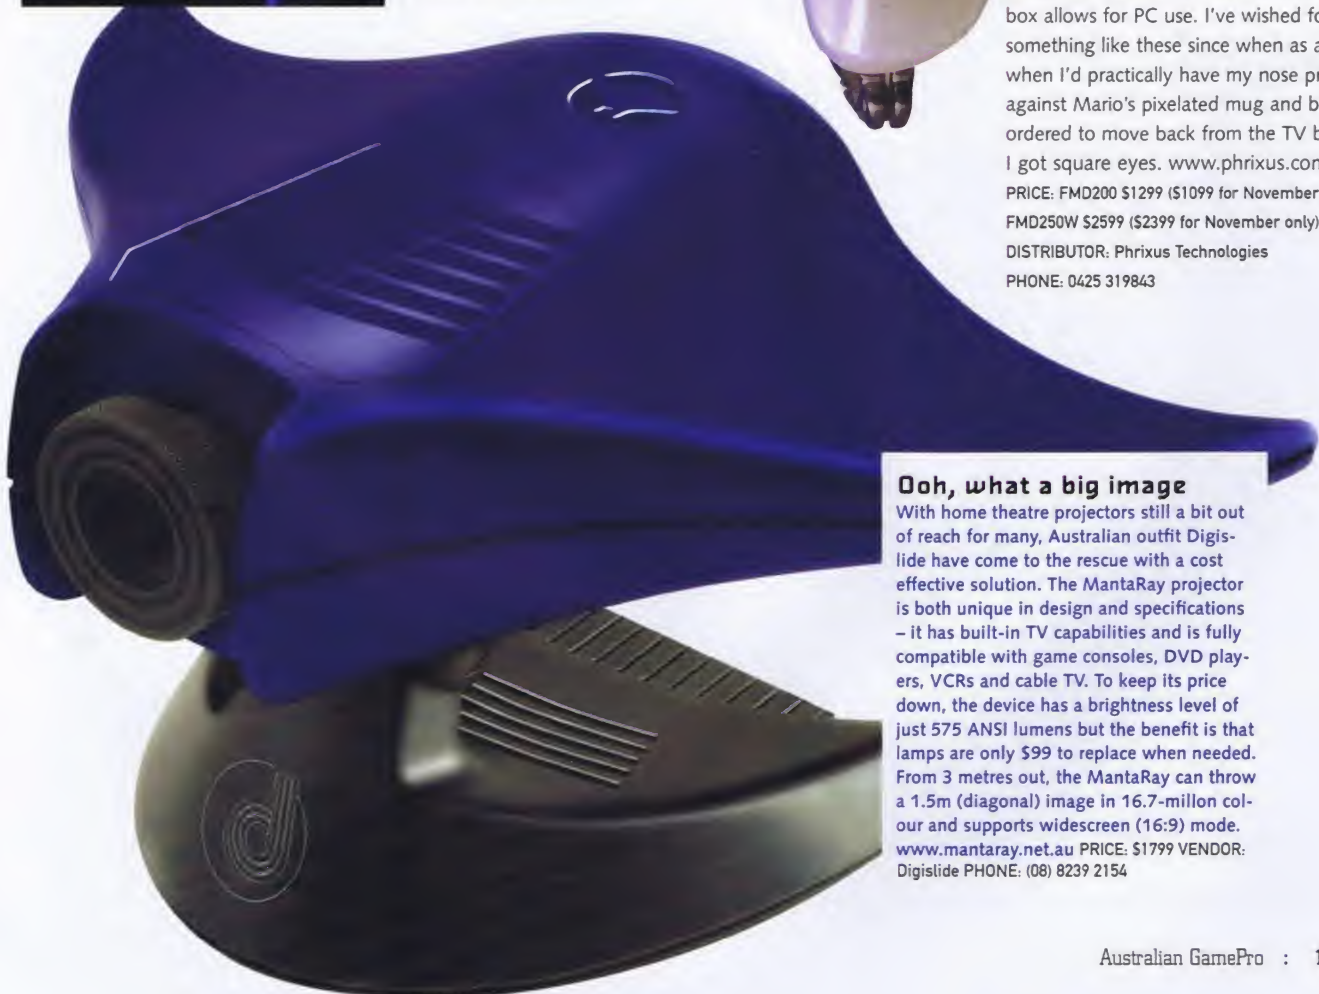 box allows for PC use. I've wished
something like these since when as
when I'd practically have my nose
against Mario's pixelated mug and
ordered to move back from the TV
I got square eyes. www.phrixus.com
PRICE: FMD200 $1299 ($1099 for November
FMD250W $2599 ($2399 for November only)
DISTRIBUTOR: Phrixus Technologies
PHONE: 0425 319843
Ooh, what a big image
With home theatre projectors still a bit out
of reach for many, Australian outfit Digis-
lide have come to the rescue with a cost
effective solution. The MantaRay projector
is both unique in design and specifications
– it has built-in TV capabilities and is fully
compatible with game consoles, DVD play-
ers, VCRs and cable TV. To keep its price
down, the device has a brightness level of
just 575 ANSI lumens but the benefit is that
lamps are only $99 to replace when needed.
From 3 metres out, the MantaRay can throw
a 1.5m (diagonal) image in 16.7-millon col-
our and supports widescreen (16:9) mode.
www.mantaray.net.au PRICE: $1799 VENDOR:
Digislide PHONE: (08) 8239 2154
Australian GamePro :